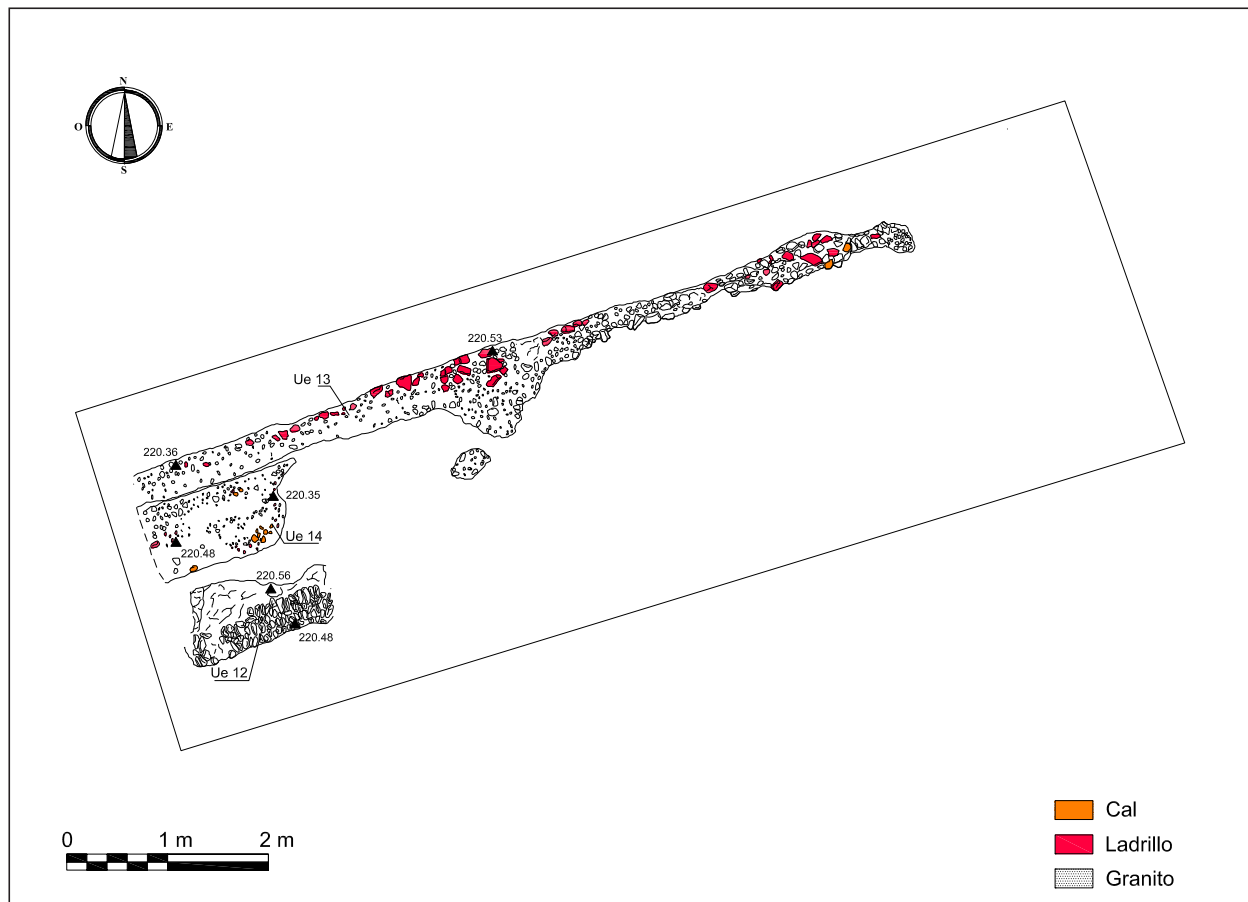 N
O E
S
220.53
Ue 13
220.36
220.35
Ue 14
220.48
220.56
220.48
Ue 12
0 1 m 2 m
Cal
Ladrillo
Granito